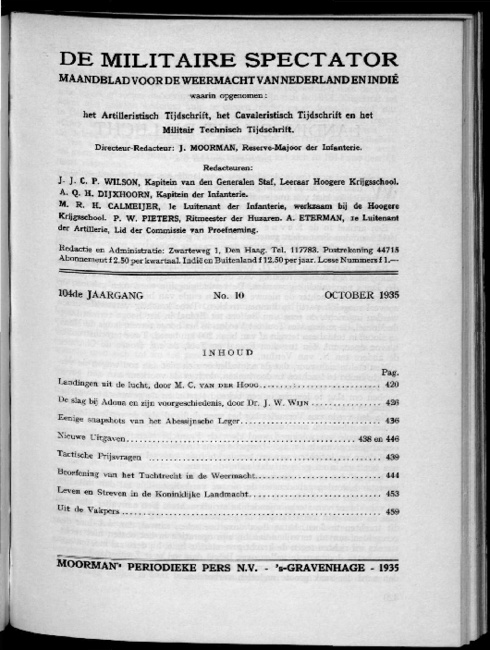 DE MILITAIRE SPECTATOR
MAANDBLAD VOOR DE WEERMACHT VAN NEDERLAND EN INDIË
waarin opgenomen:
het Artilleristisch Tijdschrift, het Cavaleristisch Tijdschrift en het
Militair Technisch Tijdschrift.
Directeur-Redacteur: J. MOORMAN, Reserve-Majoor der Infanterie.
Redacteuren:
J. J. C. P. WILSON, Kapitein van den Generalen Staf, Leeraar Hoogere Krijgsschool.
A. Q. H. DIJXHOORN, Kapitein der Infanterie.
M. R. H. CALMEIJER, 1e Luitenant der Infanterie, werkzaam bij de Hoogere
Krijgsschool. P. W. PIETERS, Ritmeester der Huzaren. A. ETERMAN, 1e Luitenant
der Artillerie, Lid der Commissie van Proefneming.
Redactie en Administratie: Zwarteweg 1, Den Haag. Tel. 117783. Postrekening 44715
Abonnement f 2.50 per kwartaal. Indië en Buitenland f 12.50 per jaar. Losse Nummers f 1.—
104de JAARGANG No. 10 OCTOBER 1935
INHOUD
Pag.
Landingen uit de lucht, door M. C. VAN DER HOOG 420
De slag bij Adoua en zijn voorgeschiedenis, door Dr. J. W. WIJN 426
Eenige snapshots van het Abessijnsche Leger 436
Nieuwe Uitgaven 438 en 446
Tactische Prijsvragen 439
Beoefening van het Tuchtrecht in de Weermacht 444
Leven en Streven in de Koninklijke Landmacht 453
Uit de Vakpers 459
MOORMAN'S PERIODIEKE PERS N.V. - 's-GRAVENHAGE - 1935